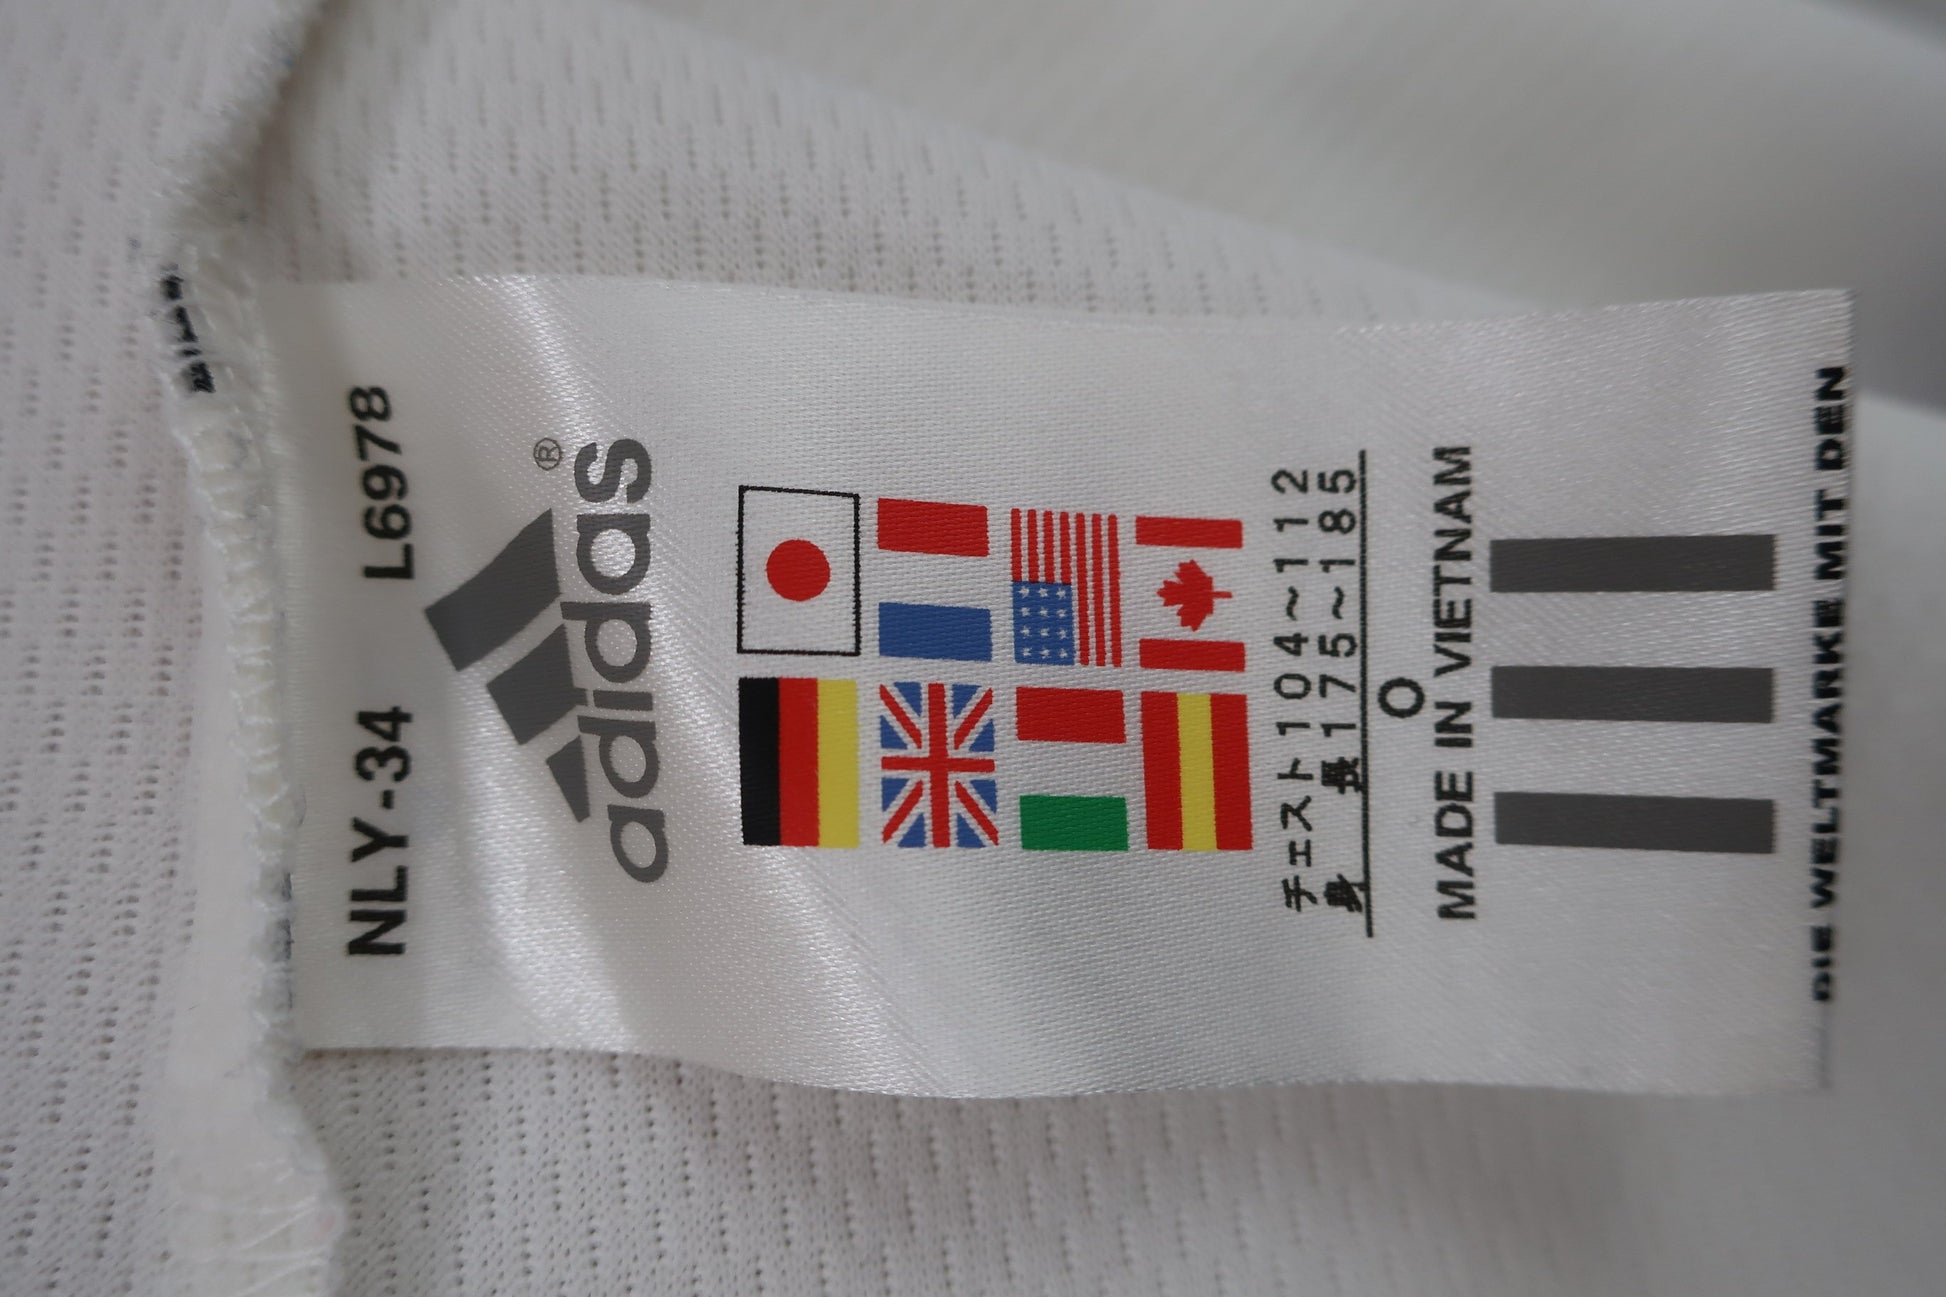 NLY-34 L6978
adidas®
チェスト104~112
身 長175~185
O
MADE IN VIETNAM
DIE WELTMARKE MIT DEN